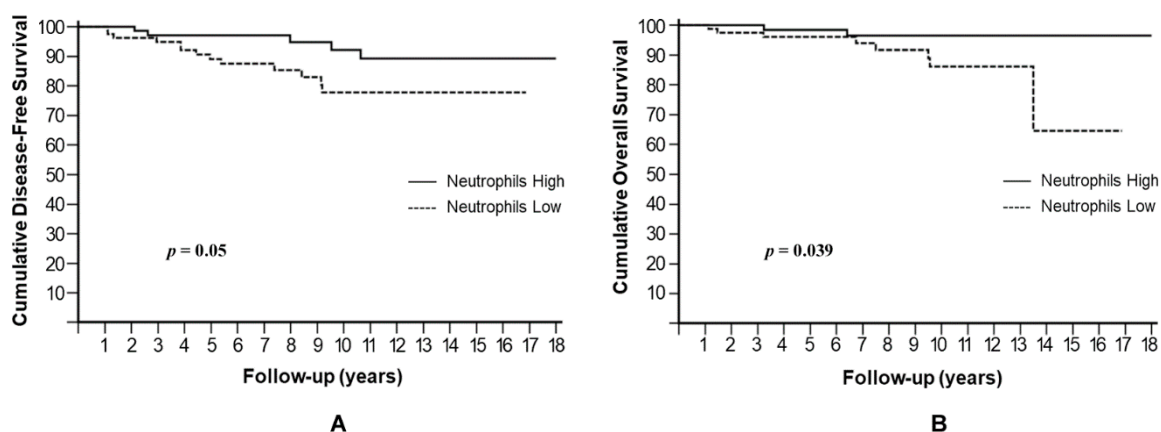 Cumulative Disease-Free Survival
100
90
80
70
60
50
40
30
20
10
Neutrophils High
Neutrophils Low
p = 0.05
1 2 3 4 5 6 7 8 9 10 11 12 13 14 15 16 17 18
Follow-up (years)
A
Cumulative Overall Survival
100
90
80
70
60
50
40
30
20
10
Neutrophils High
Neutrophils Low
p = 0.039
1 2 3 4 5 6 7 8 9 10 11 12 13 14 15 16 17 18
Follow-up (years)
B